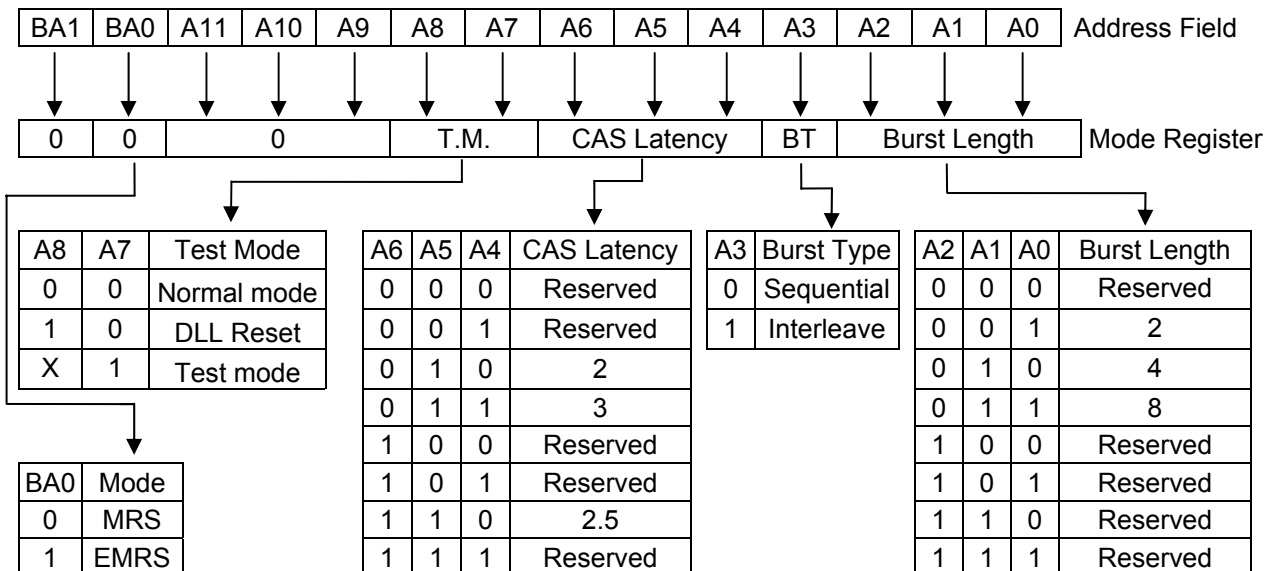 BA1 BA0 A11 A10 A9 A8 A7 A6 A5 A4 A3 A2 A1 A0 Address Field
0 0 0 T.M. CAS Latency BT Burst Length Mode Register
A8 A7 Test Mode
0 0 Normal mode
1 0 DLL Reset
X 1 Test mode
BA0 Mode
0 MRS
1 EMRS
A6 A5 A4 CAS Latency
0 0 0 Reserved
0 0 1 Reserved
0 1 0 2
0 1 1 3
1 0 0 Reserved
1 0 1 Reserved
1 1 0 2.5
1 1 1 Reserved
A3 Burst Type
0 Sequential
1 Interleave
A2 A1 A0 Burst Length
0 0 0 Reserved
0 0 1 2
0 1 0 4
0 1 1 8
1 0 0 Reserved
1 0 1 Reserved
1 1 0 Reserved
1 1 1 Reserved